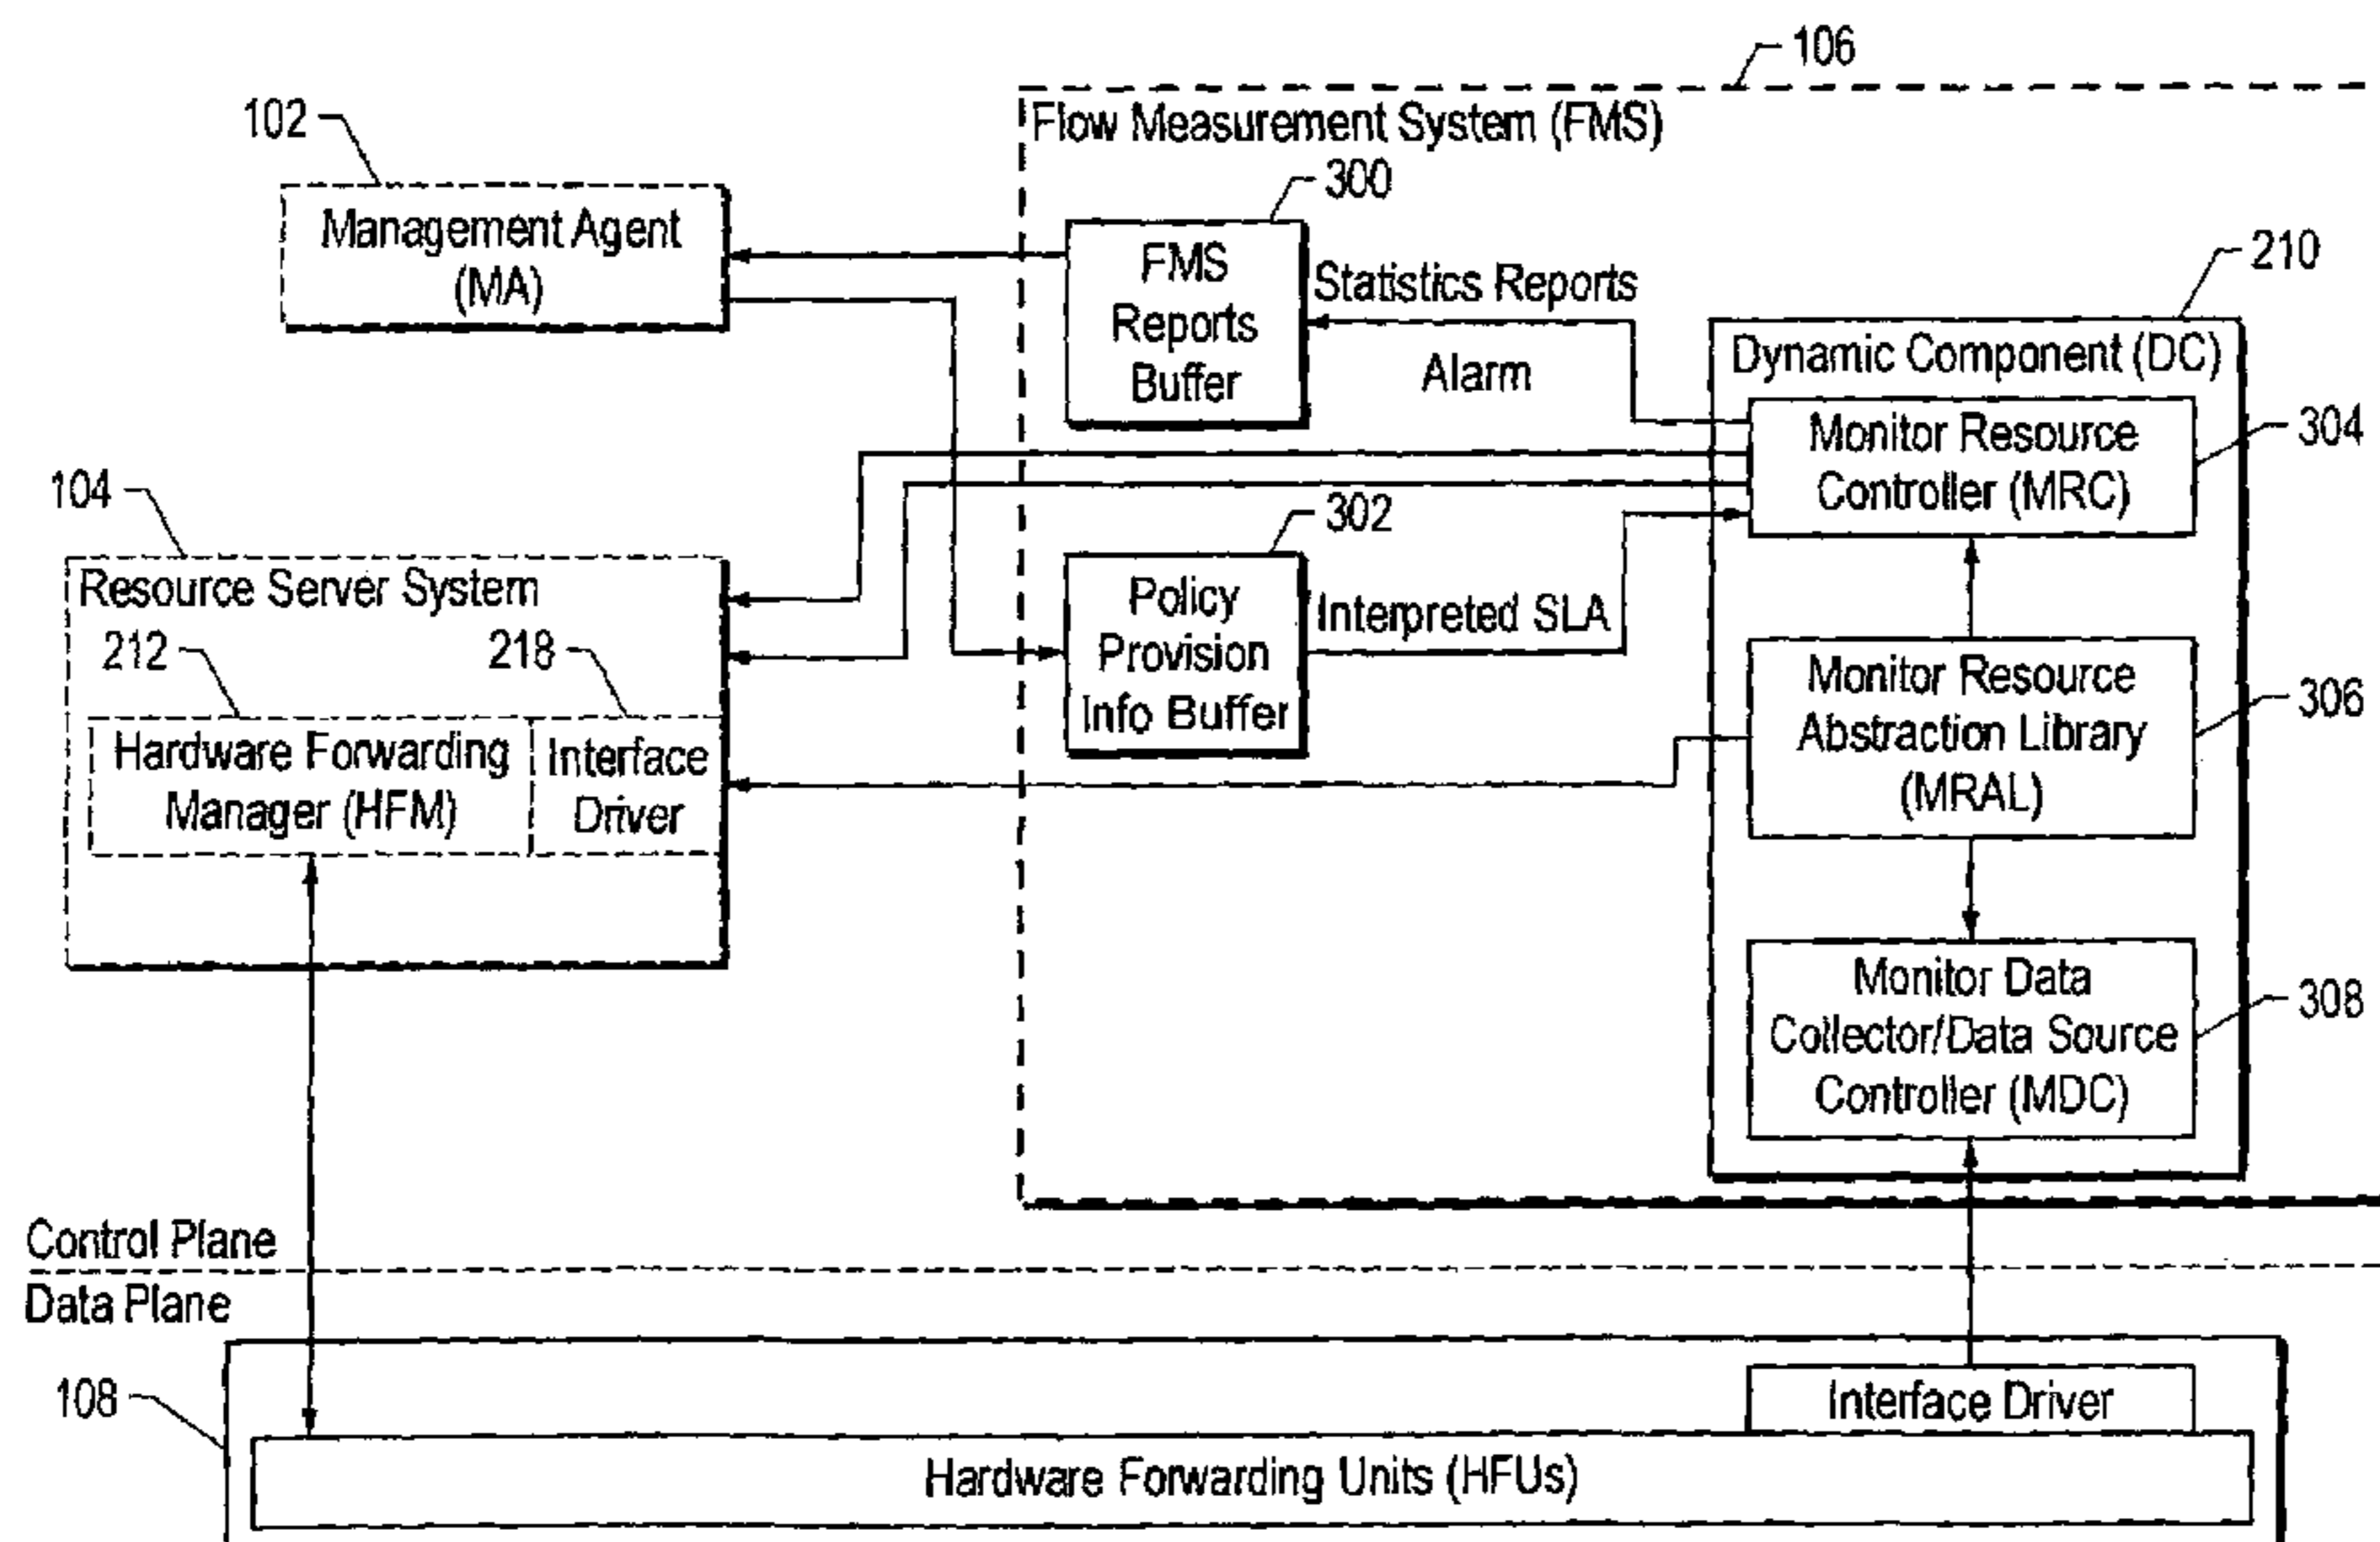 106
102
Flow Measurement System (FMS)
300
Management Agent
(MA)
FMS
Reports
Buffer
Statistics Reports
Alarm
210
Dynamic Component (DC)
Monitor Resource
Controller (MRC)
304
104
302
Resource Server System
212
218
Policy
Provision
Info Buffer
Interpreted SLA
Monitor Resource
Abstraction Library
(MRAL)
306
Hardware Forwarding
Manager (HFM)
Interface
Driver
Monitor Data
Collector/Data Source
Controller (MDC)
308
Control Plane
Data Plane
108
Interface Driver
Hardware Forwarding Units (HFUs)